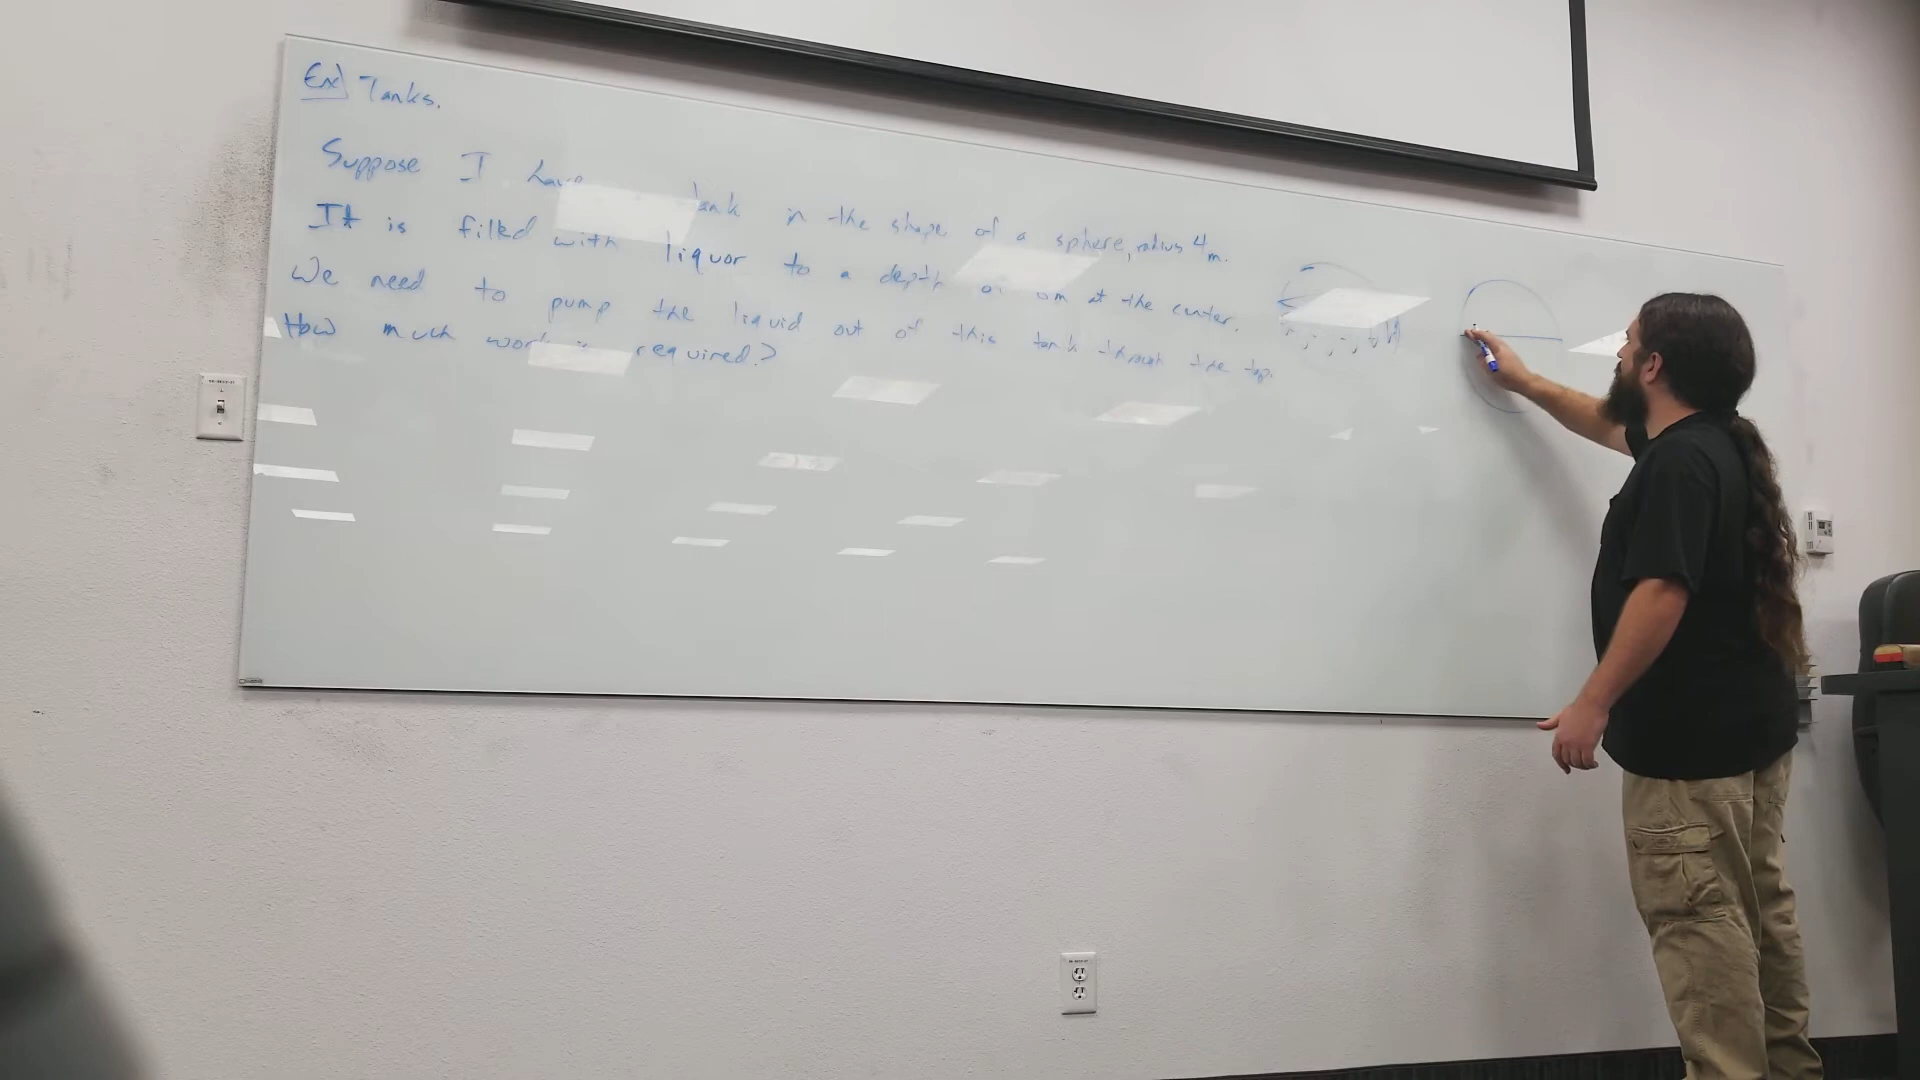 Ex) Tanks.
Suppose I have tank in the shape of a sphere, radius 4m.
It is filled with liquor to a depth at the center.
We need to pump the liquid out of this tank through the top.
How much work is required?